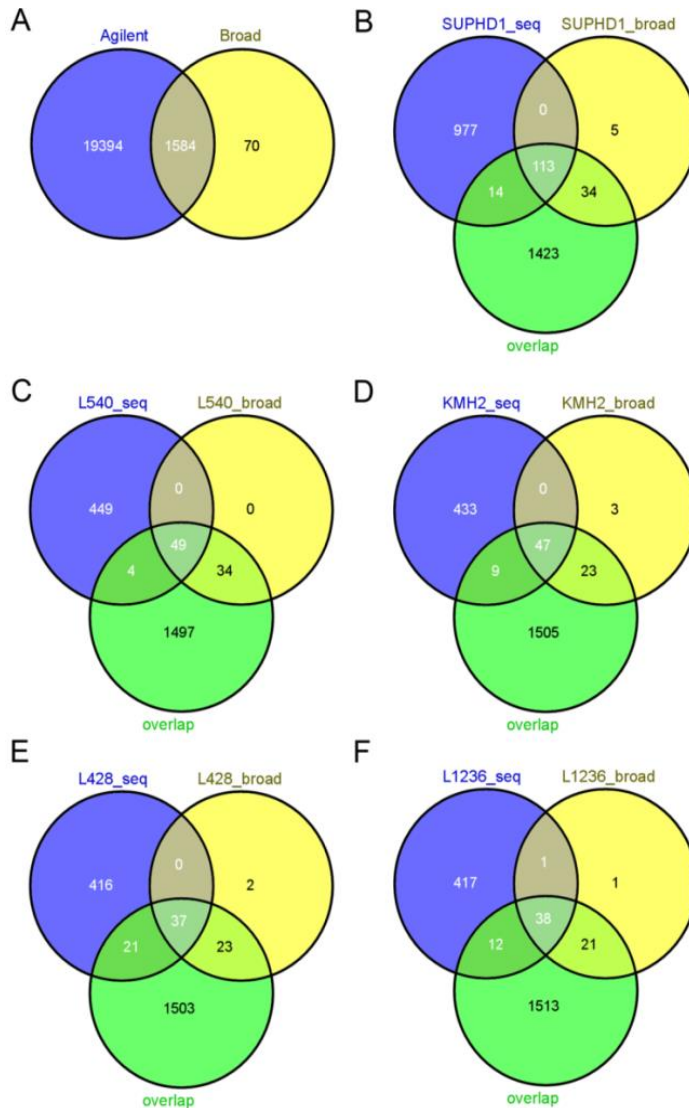 A
B
Agilent
Broad
SUPHD1_seq
SUPHD1_broad
19394
1584
70
977
0
5
113
14
34
1423
overlap
C
D
L540_seq
L540_broad
KMH2_seq
KMH2_broad
449
0
0
49
4
34
1497
overlap
433
0
3
47
9
23
1505
overlap
E
F
L428_seq
L428_broad
L1236_seq
L1236_broad
416
0
2
37
21
23
1503
overlap
417
1
1
38
12
21
1513
overlap